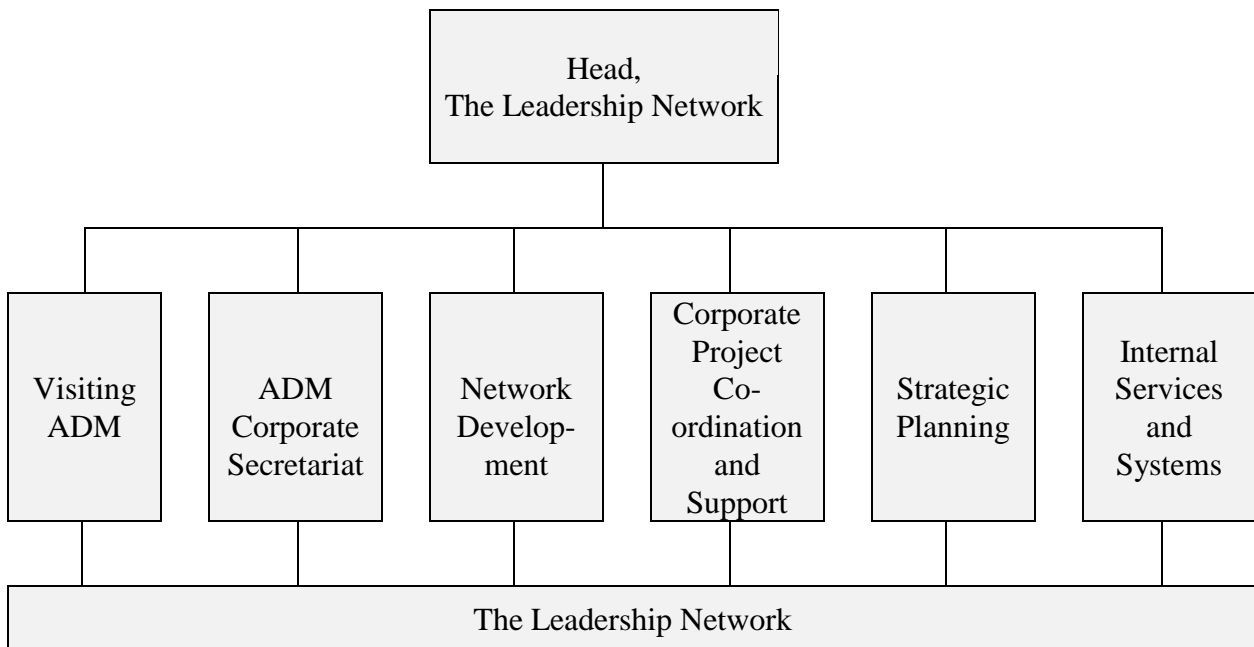 Head,
The Leadership Network
Visiting
ADM
ADM
Corporate
Secretariat
Network
Develop-
ment
Corporate
Project
Co-
ordination
and
Support
Strategic
Planning
Internal
Services
and
Systems
The Leadership Network